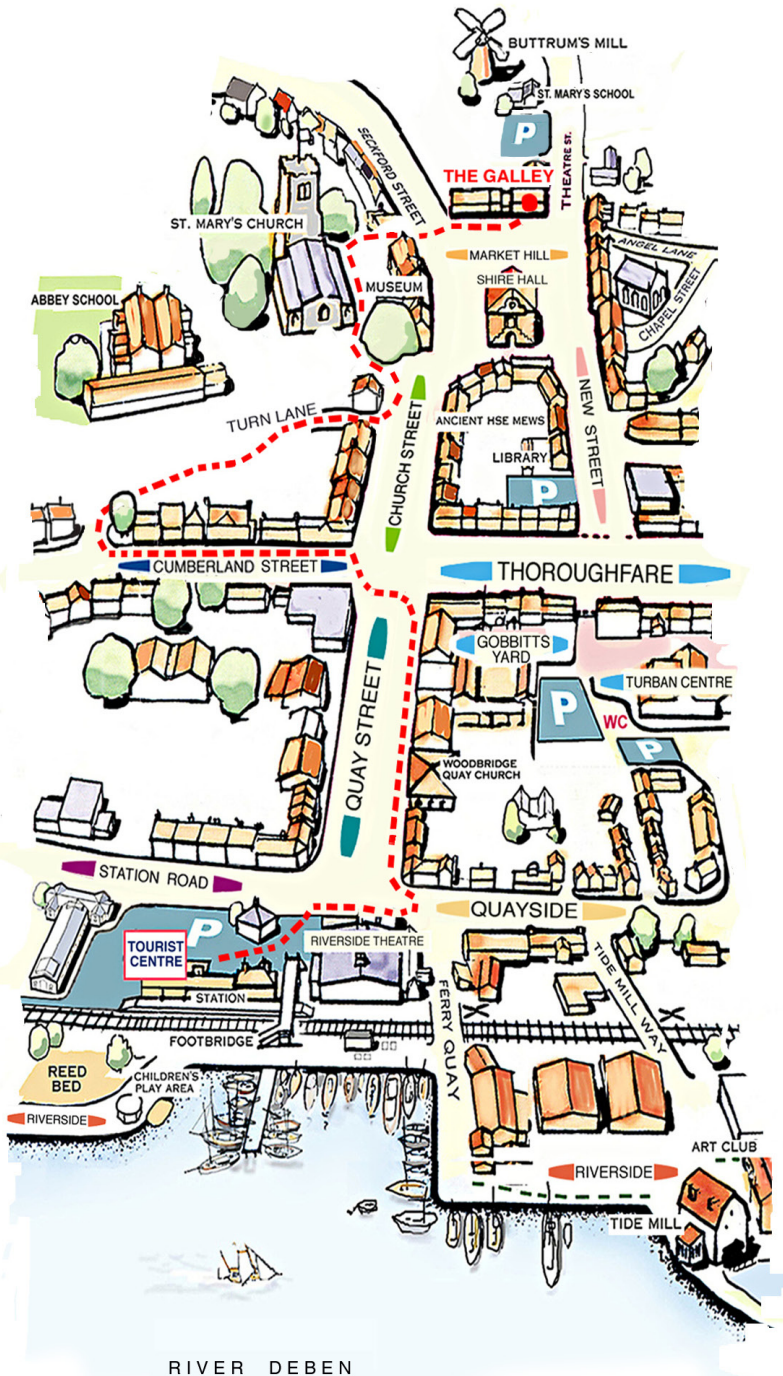 BUTTRUM'S MILL
ST. MARY'S SCHOOL
P
THEATRE ST.
SECKFORD STREET
THE GALLEY
ST. MARY'S CHURCH
MARKET HILL
ANGEL LANE
CHAPEL STREET
MUSEUM
SHIRE HALL
ABBEY SCHOOL
TURN LANE
CHURCH STREET
ANCIENT HSE MEWS
NEW STREET
LIBRARY
P
CUMBERLAND STREET
THOROUGHFARE
GOBBITTS
YARD
TURBAN CENTRE
P
WC
P
QUAY STREET
WOODBRIDGE
QUAY CHURCH
STATION ROAD
QUAYSIDE
P
TOURIST
CENTRE
RIVERSIDE THEATRE
STATION
TIDE MILL WAY
FERRY QUAY
FOOTBRIDGE
REED
BED
CHILDREN'S
PLAY AREA
RIVERSIDE
ART CLUB
RIVERSIDE
TIDE MILL
RIVER DEBEN